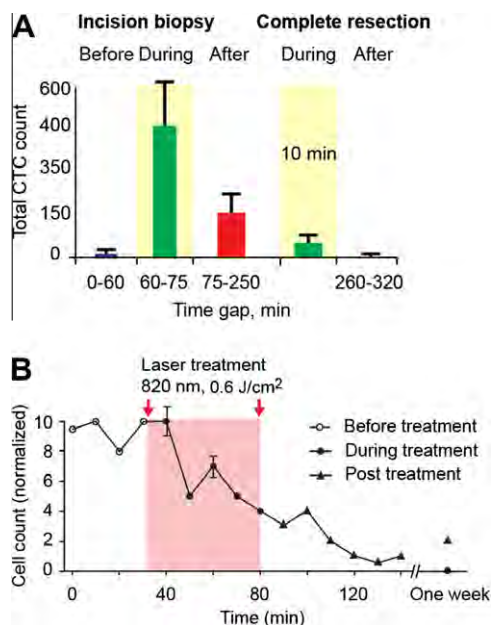 A
Incision biopsy Complete resection
Before During After During After
Total CTC count
600
400
350
150
0
10 min
0-60 60-75 75-250 260-320
Time gap, min
B
Laser treatment
820 nm, 0.6 J/cm²
Cell count (normalized)
10
8
6
4
2
0
Before treatment
During treatment
Post treatment
0 40 80 120 One week
Time (min)